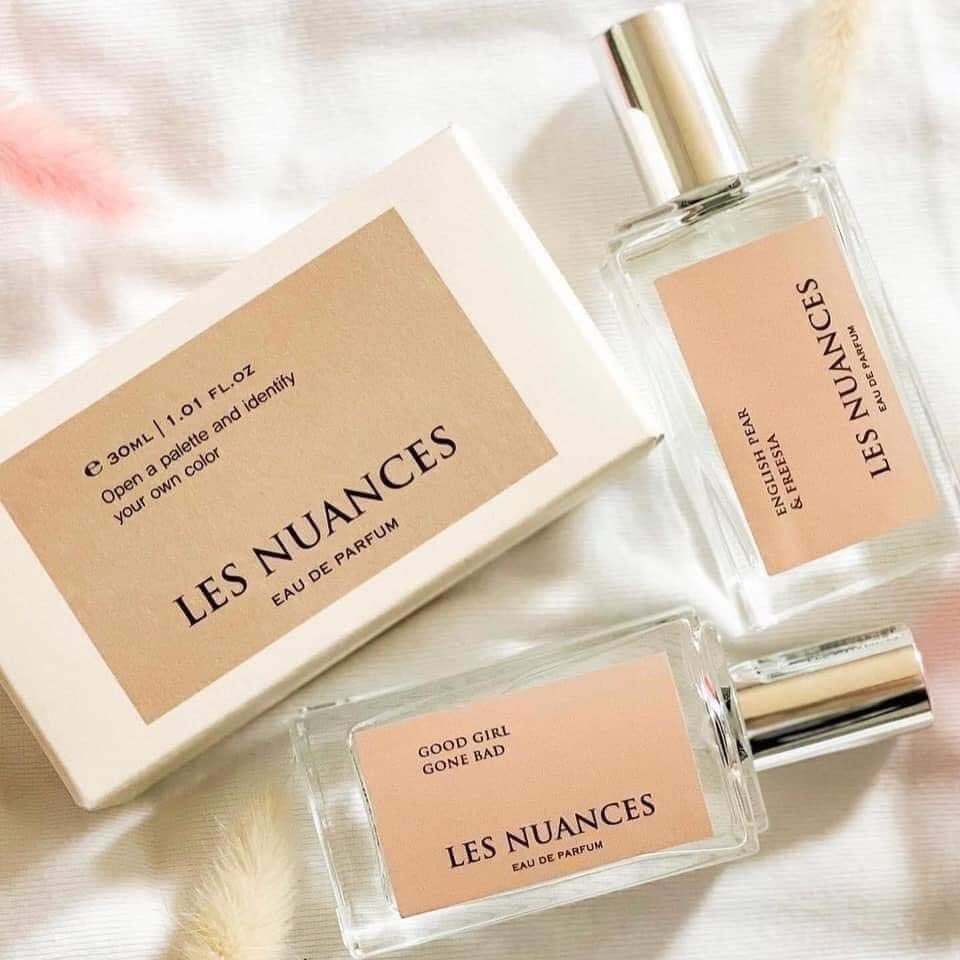 ℮ 30ML | 1.01 FL.OZ
Open a palette and identify
your own color
LES NUANCES
EAU DE PARFUM
ENGLISH PEAR
& FREESIA
LES NUANCES
EAU DE PARFUM
GOOD GIRL
GONE BAD
LES NUANCES
EAU DE PARFUM